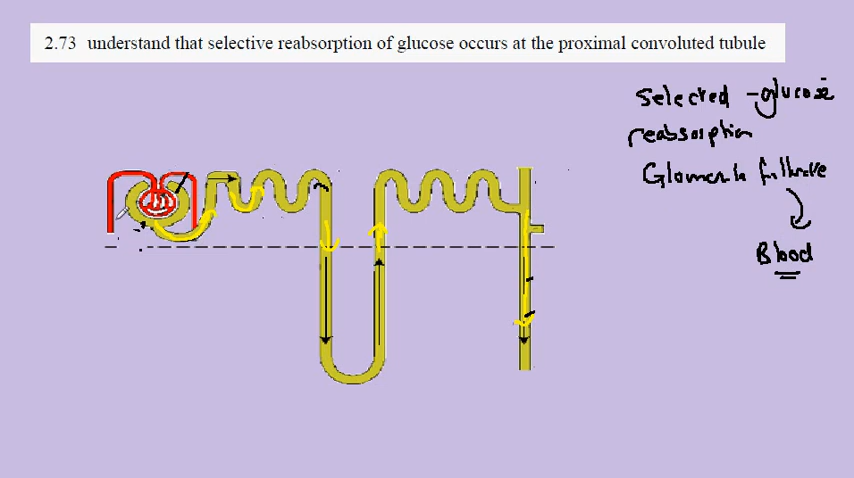 2.73 understand that selective reabsorption of glucose occurs at the proximal convoluted tubule
Selected - glucose
reabsorption
filtrate
Blood